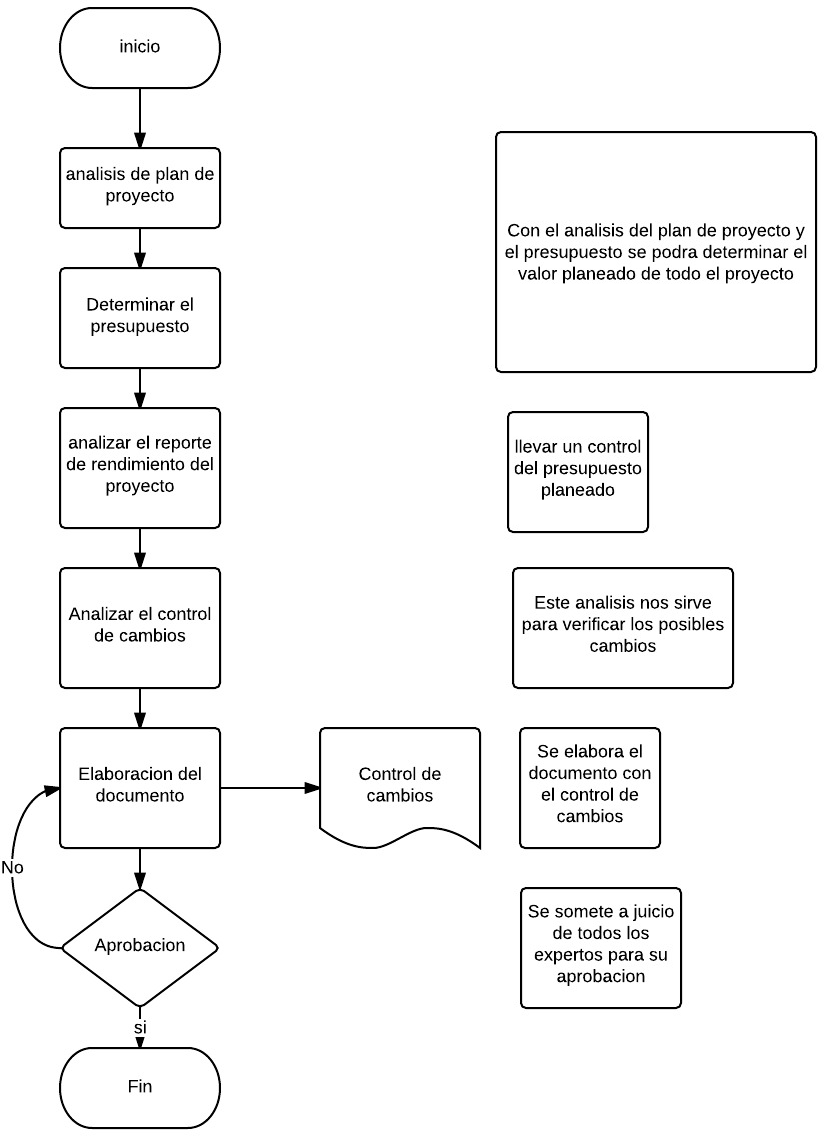 inicio
analisis de plan de
proyecto
Con el analisis del plan de proyecto y
el presupuesto se podra determinar el
valor planeado de todo el proyecto
Determinar el
presupuesto
analizar el reporte
de rendimiento del
proyecto
llevar un control
del presupuesto
planeado
Analizar el control
de cambios
Este analisis nos sirve
para verificar los posibles
cambios
Elaboracion del
documento
Control de
cambios
Se elabora el
documento con
el control de
cambios
No
Aprobacion
Se somete a juicio
de todos los
expertos para su
aprobacion
si
Fin